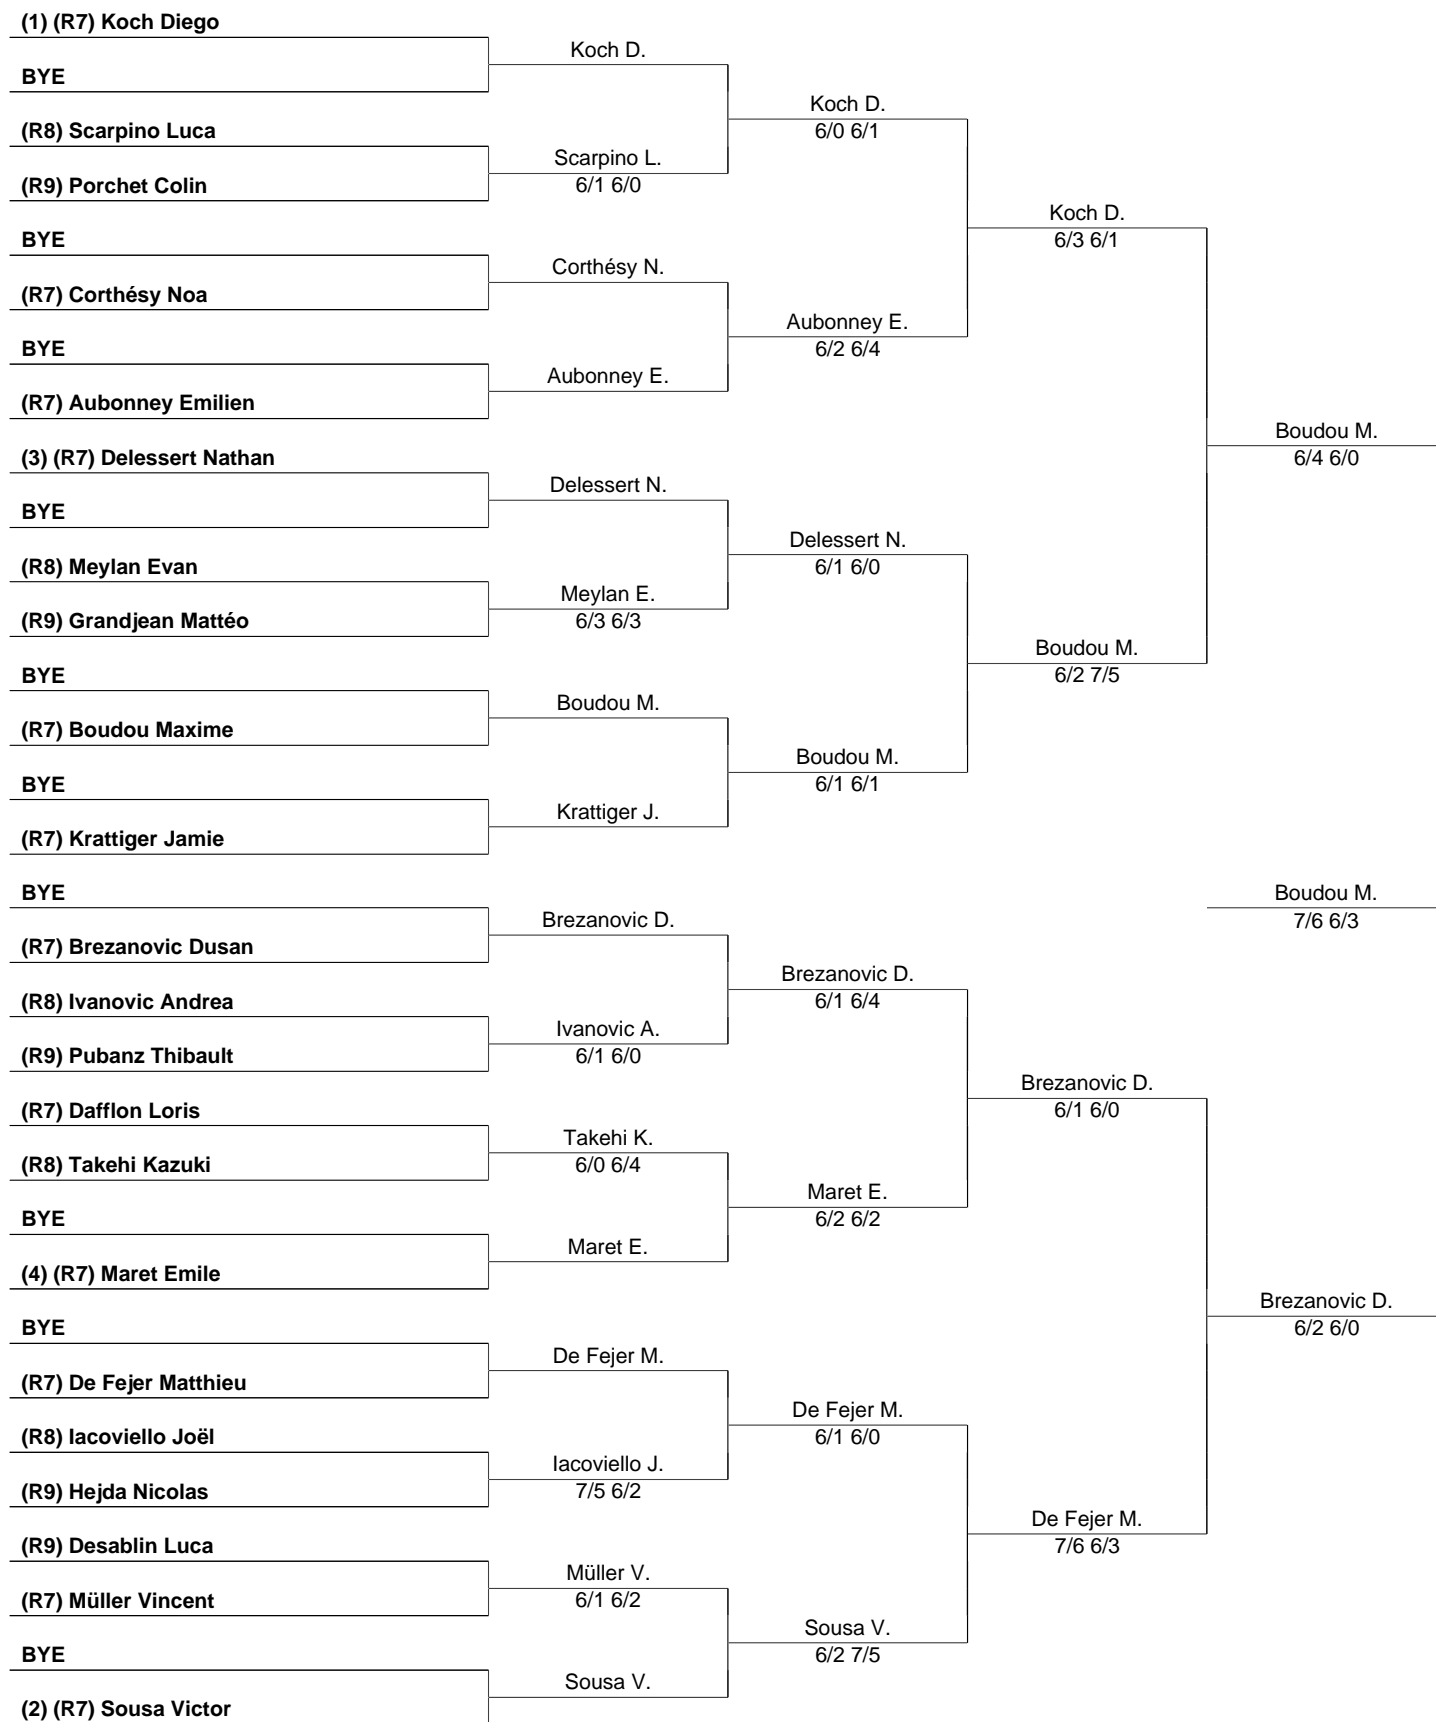 (1) (R7) Koch Diego
BYE
(R8) Scarpino Luca
(R9) Porchet Colin
BYE
(R7) Corthésy Noa
BYE
(R7) Aubonney Emilien
(3) (R7) Delessert Nathan
BYE
(R8) Meylan Evan
(R9) Grandjean Mattéo
BYE
(R7) Boudou Maxime
BYE
(R7) Krattiger Jamie
BYE
(R7) Brezanovic Dusan
(R8) Ivanovic Andrea
(R9) Pubanz Thibault
(R7) Dafflon Loris
(R8) Takehi Kazuki
BYE
(4) (R7) Maret Emile
BYE
(R7) De Fejer Matthieu
(R8) Iacoviello Joël
(R9) Hejda Nicolas
(R9) Desablin Luca
(R7) Müller Vincent
BYE
(2) (R7) Sousa Victor
Koch D.
Scarpino L.
6/1 6/0
Corthésy N.
Aubonney E.
Delessert N.
Meylan E.
6/3 6/3
Boudou M.
Krattiger J.
Brezanovic D.
Ivanovic A.
6/1 6/0
Takehi K.
6/0 6/4
Maret E.
De Fejer M.
Iacoviello J.
7/5 6/2
Müller V.
6/1 6/2
Sousa V.
Koch D.
6/0 6/1
Aubonney E.
6/2 6/4
Delessert N.
6/1 6/0
Boudou M.
6/1 6/1
Brezanovic D.
6/1 6/4
Maret E.
6/2 6/2
De Fejer M.
6/1 6/0
Sousa V.
6/2 7/5
Koch D.
6/3 6/1
Boudou M.
6/2 7/5
Brezanovic D.
6/1 6/0
De Fejer M.
7/6 6/3
Boudou M.
6/4 6/0
Boudou M.
7/6 6/3
Brezanovic D.
6/2 6/0